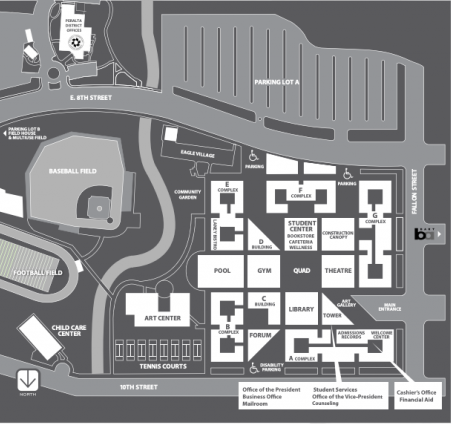 PERALTA
DISTRICT
OFFICES
PARKING LOT A
E. 8TH STREET
PARKING LOT B
FIELD HOUSE
& MULTIUSE FIELD
EAGLE VILLAGE
PARKING
PARKING
BASEBALL FIELD
COMMUNITY
GARDEN
FALLON STREET
E
COMPLEX
F
COMPLEX
G
COMPLEX
LANEY BISTRO
D
BUILDING
STUDENT
CENTER
BOOKSTORE
CAFETERIA
WELLNESS
CONSTRUCTION
CANOPY
ba
FOOTBALL FIELD
POOL
GYM
QUAD
THEATRE
ART CENTER
C
BUILDING
LIBRARY
ART
GALLERY
TOWER
MAIN
ENTRANCE
CHILD CARE
CENTER
B
COMPLEX
FORUM
ADMISSIONS
RECORDS
WELCOME
CENTER
A COMPLEX
TENNIS COURTS
DISABILITY
PARKING
NORTH
10TH STREET
Office of the President
Business Office
Mailroom
Student Services
Office of the Vice-President
Counseling
Cashier's Office
Financial Aid